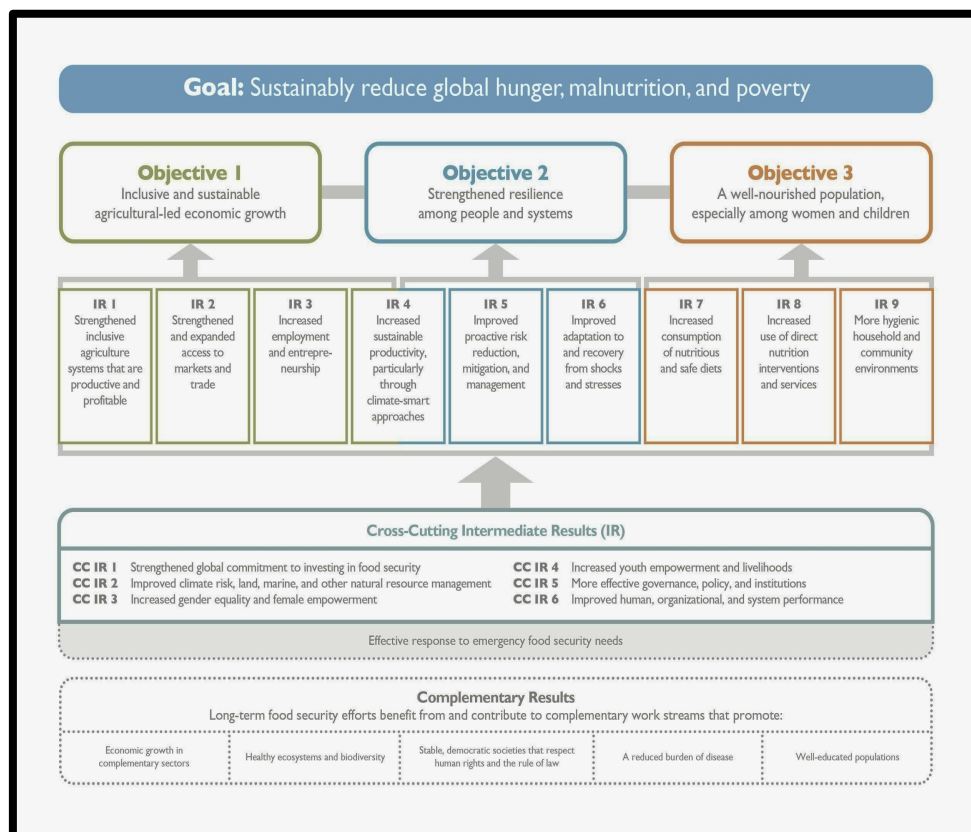 Goal: Sustainably reduce global hunger, malnutrition, and poverty
Objective 1
Inclusive and sustainable
agricultural-led economic growth
Objective 2
Strengthened resilience
among people and systems
Objective 3
A well-nourished population,
especially among women and children
IR 1
Strengthened
inclusive
agriculture
systems that are
productive and
profitable
IR 2
Strengthened
and expanded
access to
markets and
trade
IR 3
Increased
employment
and entrepre-
neurship
IR 4
Increased
sustainable
productivity,
particularly
through
climate-smart
approaches
IR 5
Improved
proactive risk
reduction,
mitigation, and
management
IR 6
Improved
adaptation to
and recovery
from shocks
and stresses
IR 7
Increased
consumption
of nutritious
and safe diets
IR 8
Increased
use of direct
nutrition
interventions
and services
IR 9
More hygienic
household and
community
environments
Cross-Cutting Intermediate Results (IR)
CC IR 1 Strengthened global commitment to investing in food security
CC IR 2 Improved climate risk, land, marine, and other natural resource management
CC IR 3 Increased gender equality and female empowerment
CC IR 4 Increased youth empowerment and livelihoods
CC IR 5 More effective governance, policy, and institutions
CC IR 6 Improved human, organizational, and system performance
Effective response to emergency food security needs
Complementary Results
Long-term food security efforts benefit from and contribute to complementary work streams that promote:
Economic growth in
complementary sectors
Healthy ecosystems and biodiversity
Stable, democratic societies that respect
human rights and the rule of law
A reduced burden of disease
Well-educated populations